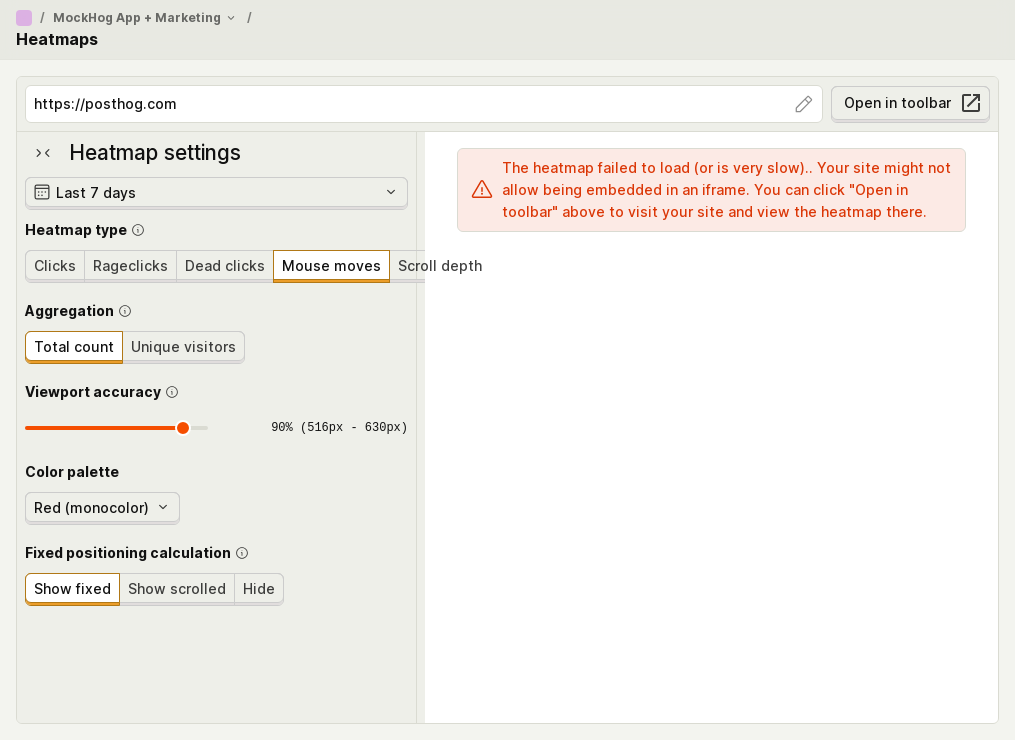 / MockHog App + Marketing /
Heatmaps
https://posthog.com
Open in toolbar
Heatmap settings
Last 7 days
Heatmap type
Clicks Rageclicks Dead clicks Mouse moves Scroll depth
Aggregation
Total count Unique visitors
Viewport accuracy
90% (516px - 630px)
Color palette
Red (monocolor)
Fixed positioning calculation
Show fixed Show scrolled Hide
The heatmap failed to load (or is very slow).. Your site might not
allow being embedded in an iframe. You can click "Open in
toolbar" above to visit your site and view the heatmap there.